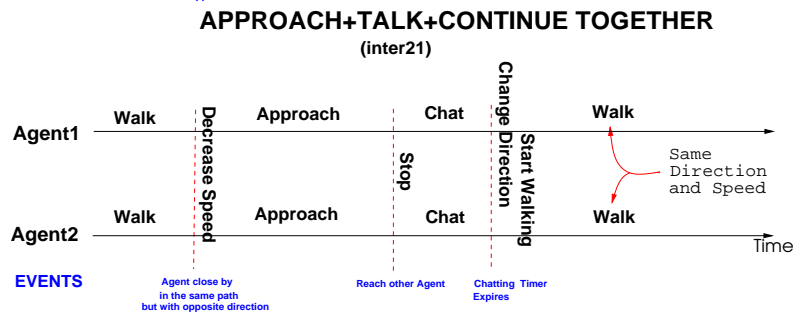 APPROACH+TALK+CONTINUE TOGETHER
(inter21)
Agent1
Walk
Decrease Speed
Approach
Stop
Chat
Change Direction
Start Walking
Walk
Same
Direction
and Speed
Agent2
Walk
Approach
Chat
Walk
Time
EVENTS
Agent close by
in the same path
but with opposite direction
Reach other Agent
Chatting Timer
Expires